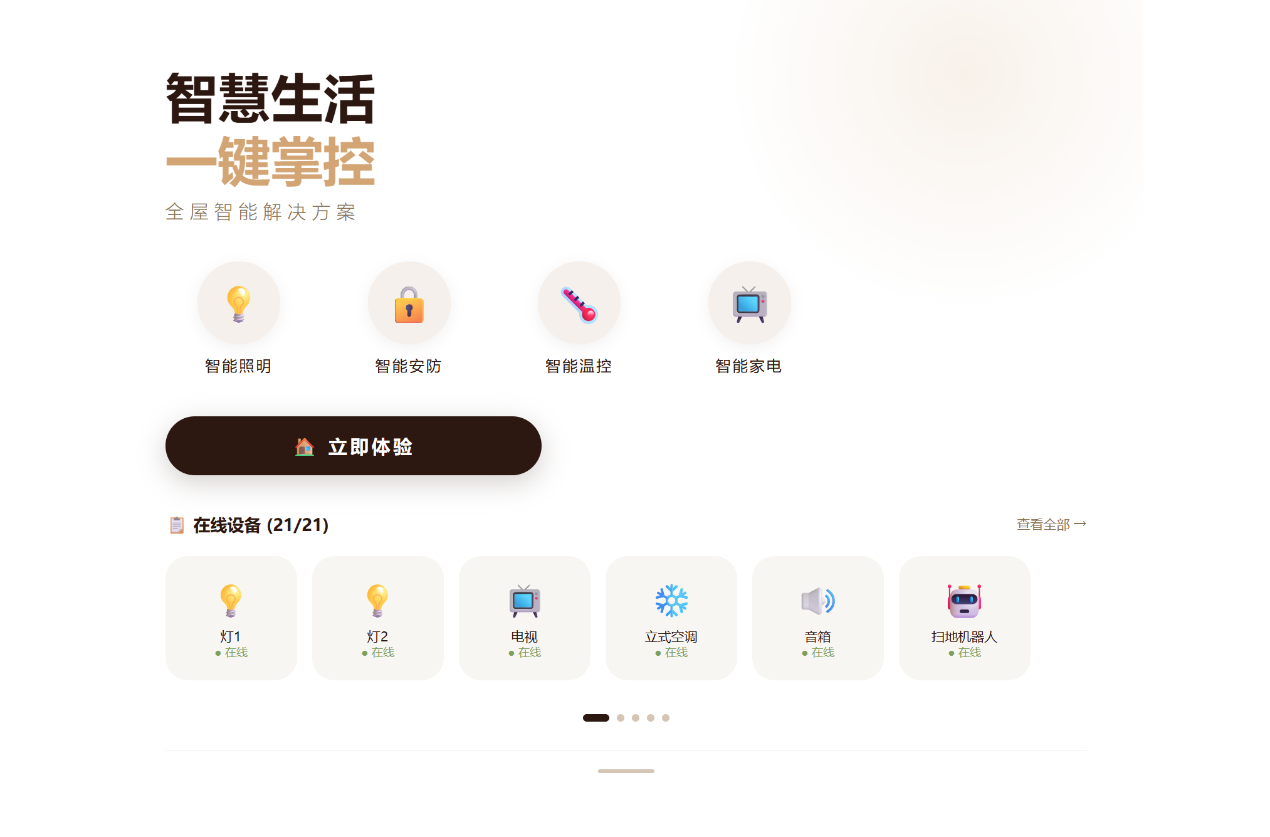 智慧生活
一键掌控
全屋智能解决方案
智能照明 智能安防 智能温控 智能家电
立即体验
在线设备 (21/21) 查看全部 →
灯1 灯2 电视 立式空调 音箱 扫地机器人
● 在线 ● 在线 ● 在线 ● 在线 ● 在线 ● 在线